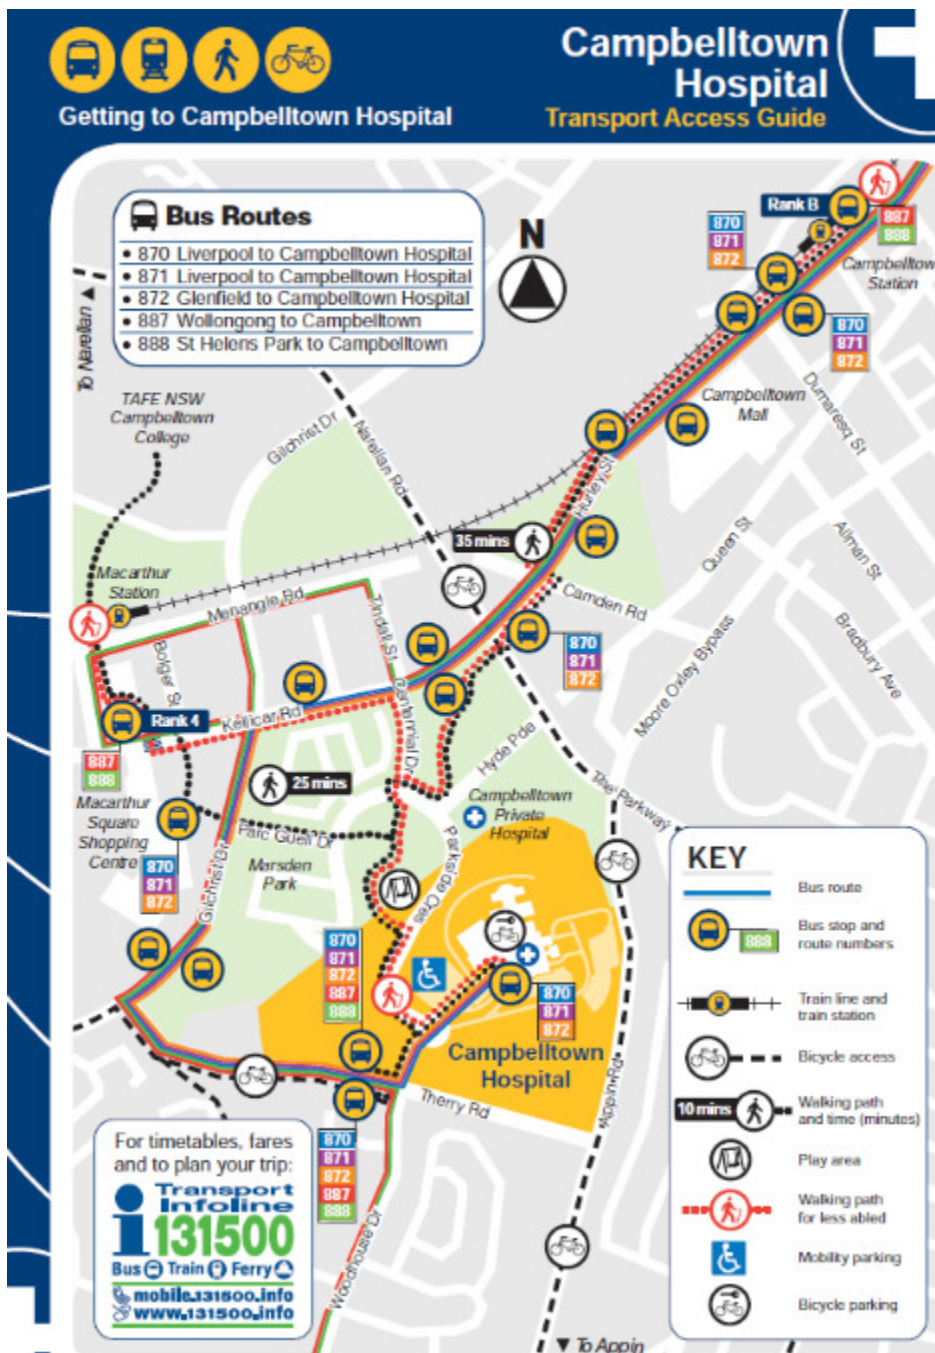 Campbelltown
Hospital
Transport Access Guide
Getting to Campbelltown Hospital
Bus Routes
• 870 Liverpool to Campbelltown Hospital
• 871 Liverpool to Campbelltown Hospital
• 872 Glenfield to Campbelltown Hospital
• 887 Wollongong to Campbelltown
• 888 St Helens Park to Campbelltown
N
Rank B
887
888
870
871
872
Campbelltow
Station
870
871
872
To Narellan ▲
TAFE NSW
Campbelltown
College
Gilchrist Dr
Narellan Rd
Campbelltown
Mall
Dumaresq St
Hurley St
35 mins
Queen St
Allman St
Macarthur
Station
Menangle Rd
Tindall St
Camden Rd
Bradbury Ave
Moore Oxley Bypass
870
871
872
Bolger St
Rank 4
Kellicar Rd
Centennial Dr
Hyde Pde
887
888
Macarthur
Square
Shopping
Centre
25 mins
Campbelltown
Private
Hospital
The Parkway
Parc Guell Dr
Marsden
Park
Parkside Cres
Gilchrist Dr
870
871
872
870
871
872
887
888
870
871
872
Campbelltown
Hospital
Therry Rd
Appin Rd
870
871
872
887
888
Woodhouse Dr
▼ To Appin
For timetables, fares
and to plan your trip:
Transport
Infoline
131500
Bus Train Ferry
mobile.131500.info
www.131500.info
KEY
Bus route
888
Bus stop and
route numbers
Train line and
train station
Bicycle access
10 mins
Walking path
and time (minutes)
Play area
Walking path
for less abled
Mobility parking
Bicycle parking